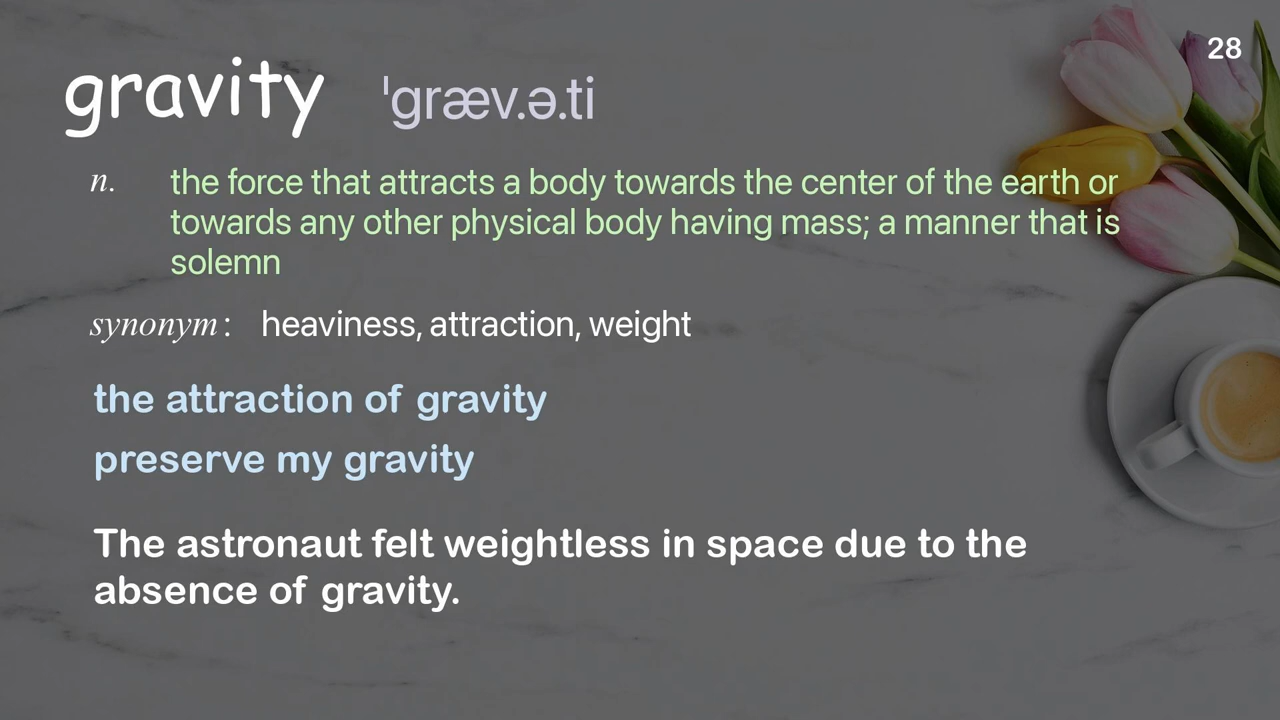 28
gravity ˈɡræv.ə.ti
n. the force that attracts a body towards the center of the earth or
towards any other physical body having mass; a manner that is
solemn
synonym: heaviness, attraction, weight
the attraction of gravity
preserve my gravity
The astronaut felt weightless in space due to the
absence of gravity.